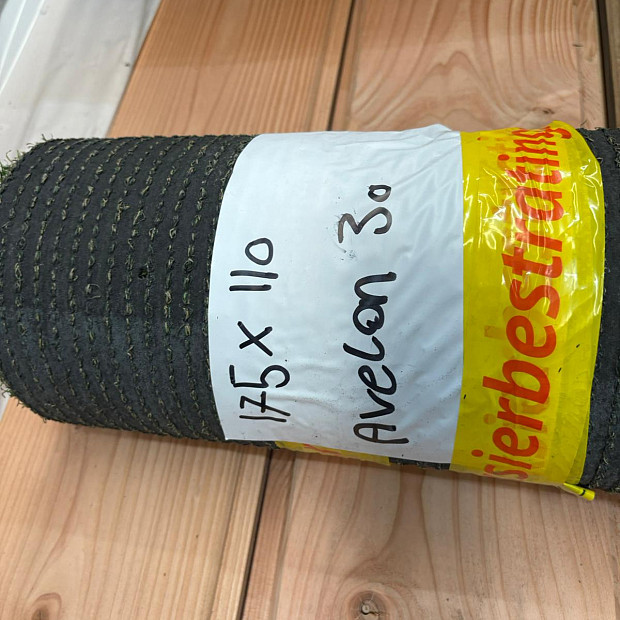 175 x 110
Avelon 30
sierbestrating